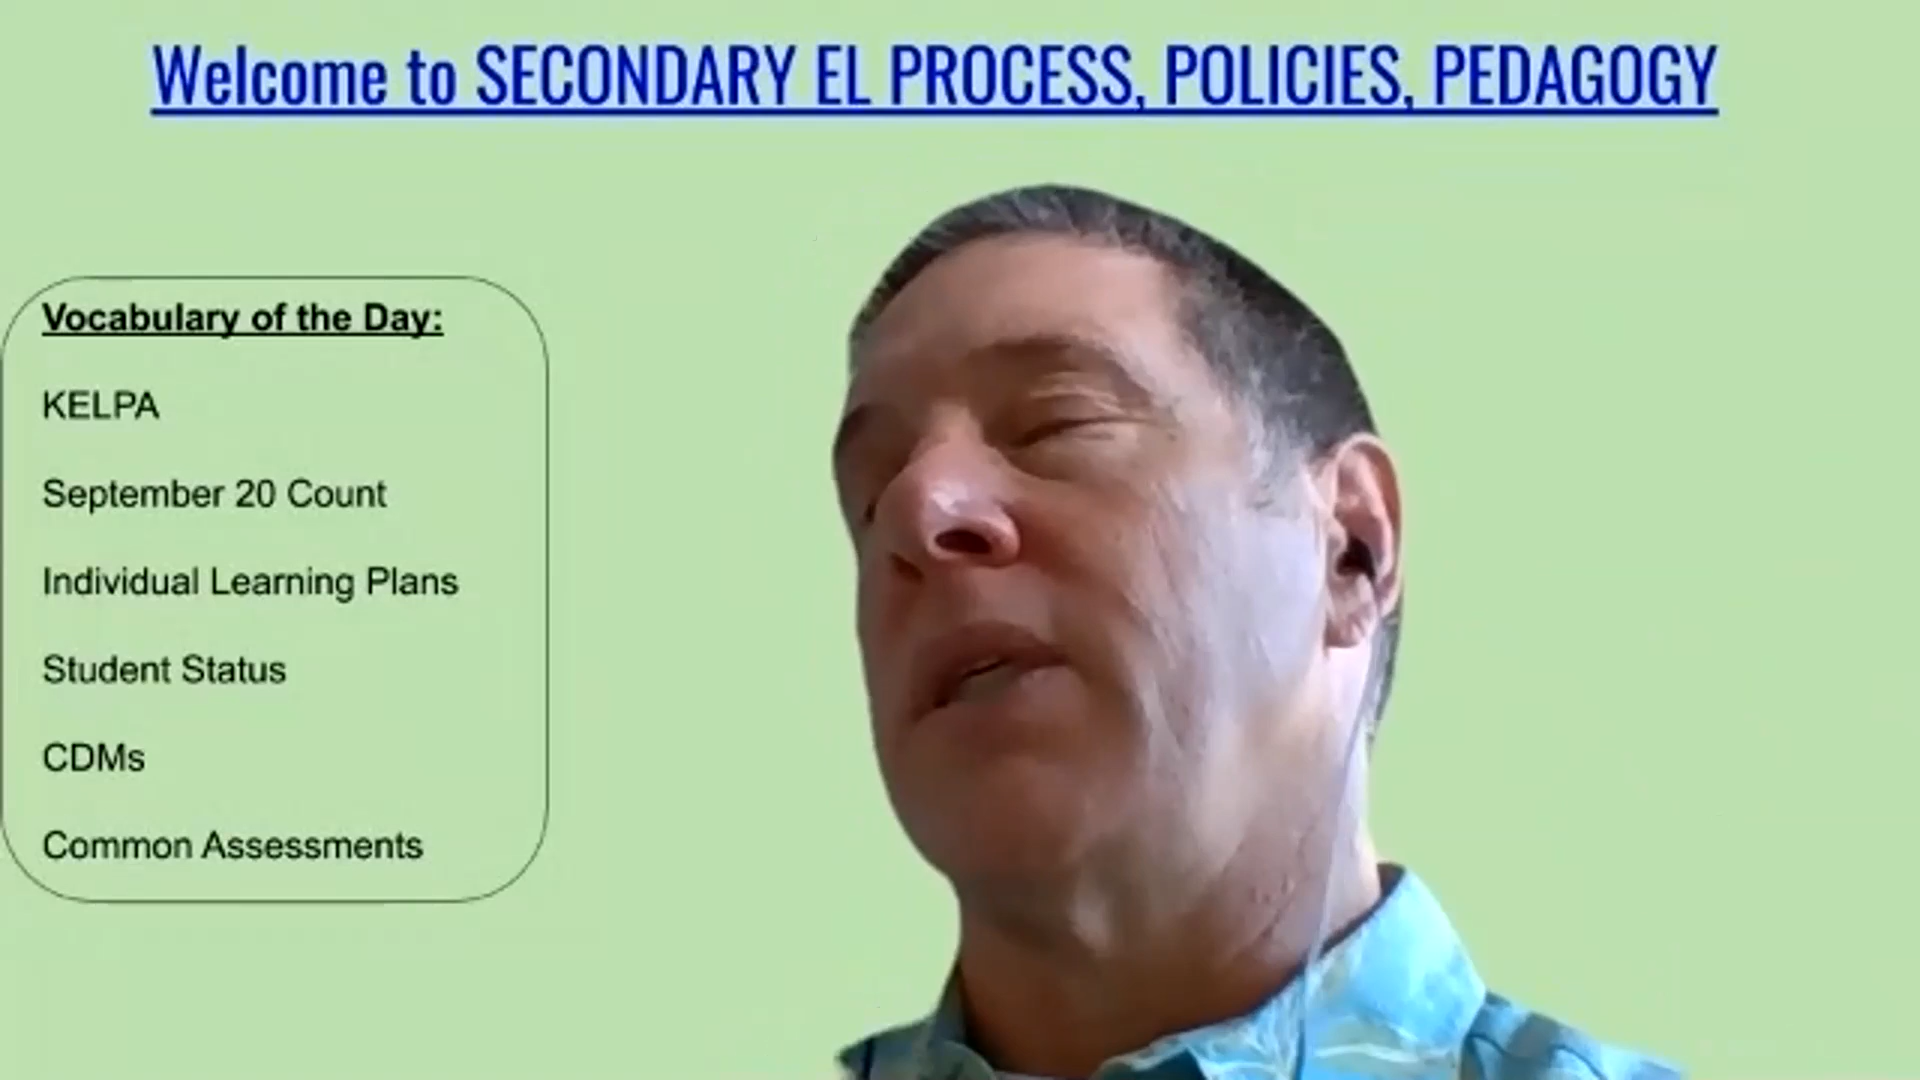 Welcome to SECONDARY EL PROCESS, POLICIES, PEDAGOGY
Vocabulary of the Day:
KELPA
September 20 Count
Individual Learning Plans
Student Status
CDMs
Common Assessments